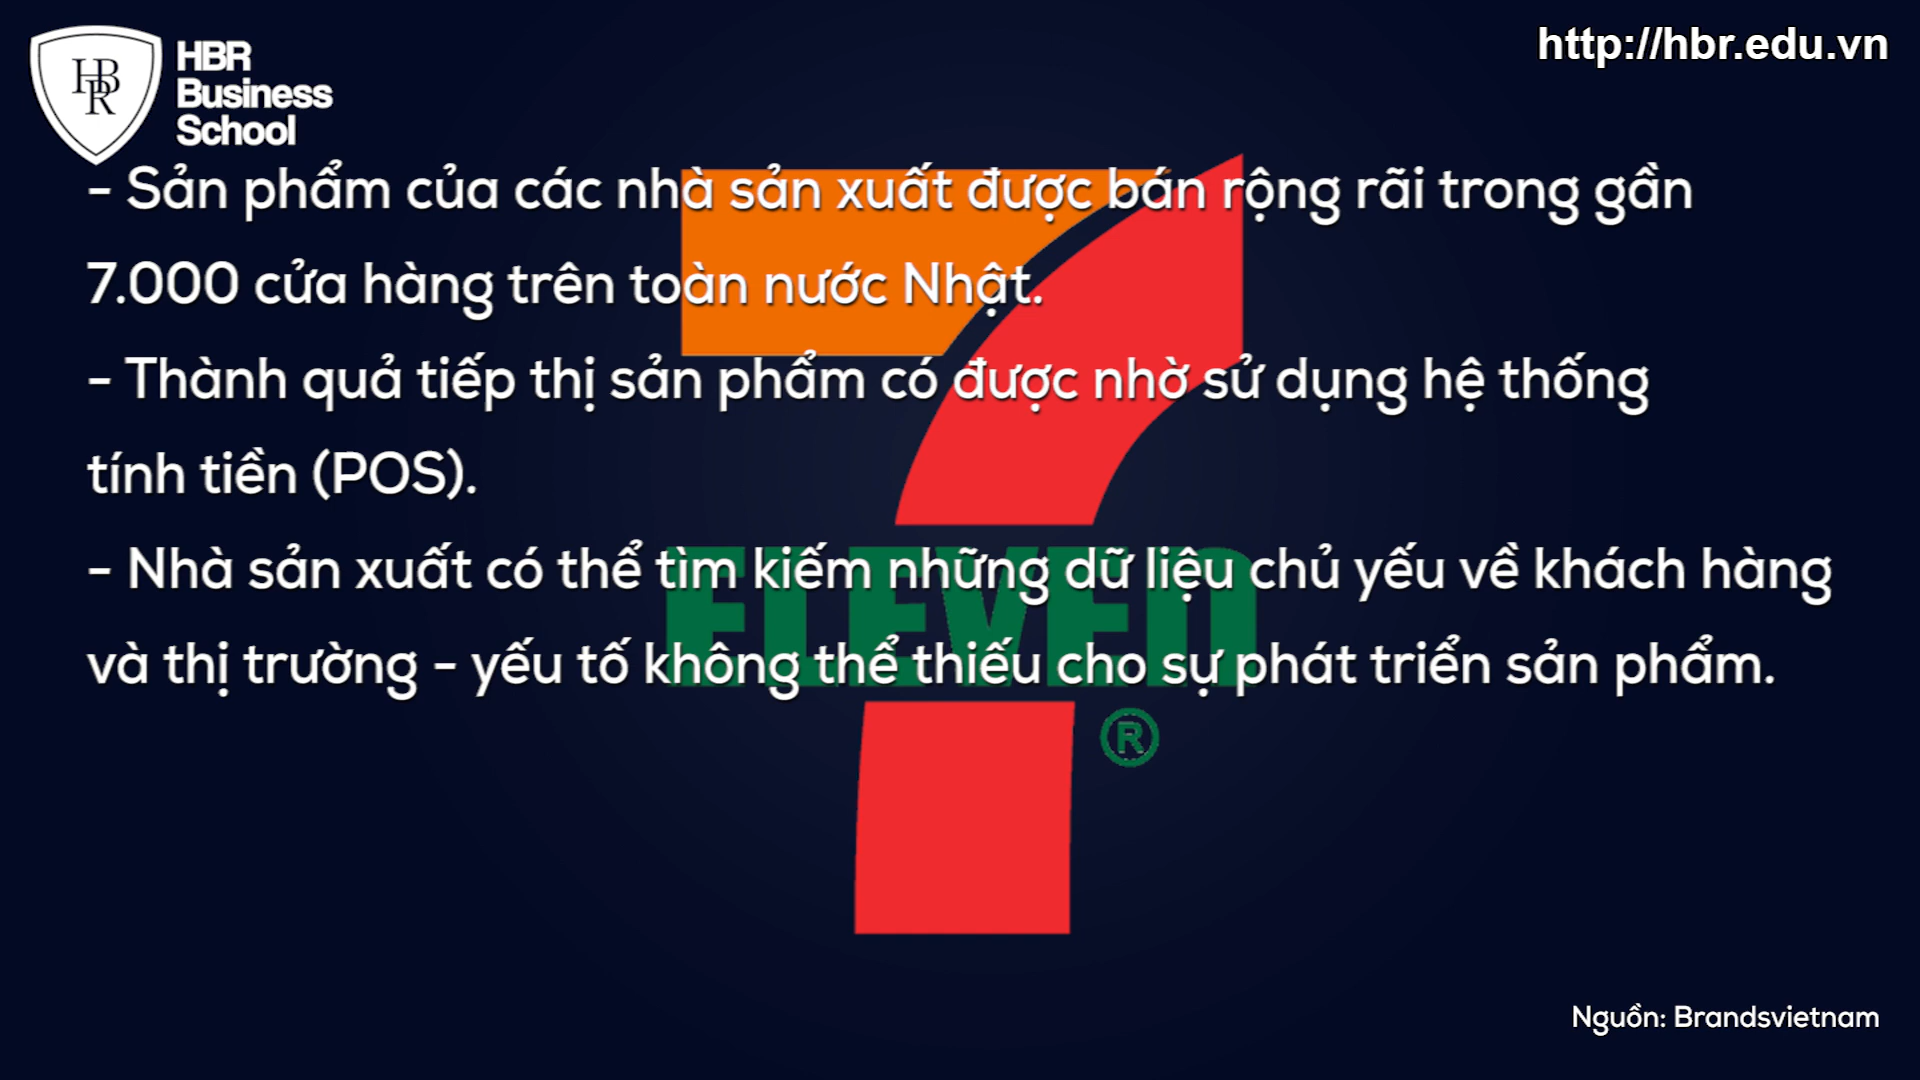 HBR
Business
School
HBR
http://hbr.edu.vn
- Sản phẩm của các nhà sản xuất được bán rộng rãi trong gần
7.000 cửa hàng trên toàn nước Nhật.
- Thành quả tiếp thị sản phẩm có được nhờ sử dụng hệ thống
tính tiền (POS).
- Nhà sản xuất có thể tìm kiếm những dữ liệu chủ yếu về khách hàng
và thị trường - yếu tố không thể thiếu cho sự phát triển sản phẩm.
ELEVEn
®
Nguồn: Brandsvietnam